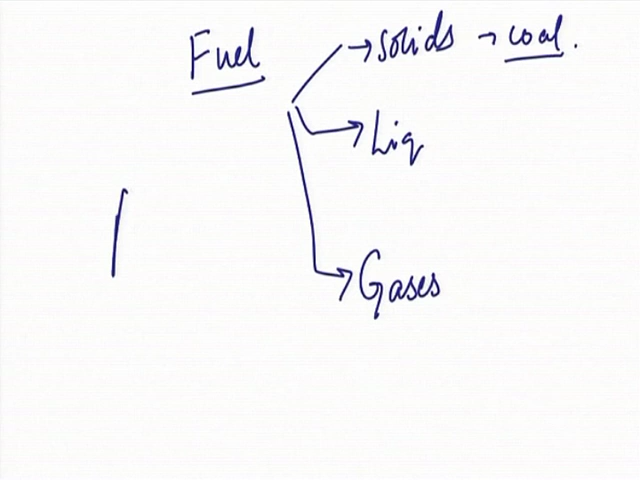 Fuel → solids → coal.
→ Liq
→ Gases